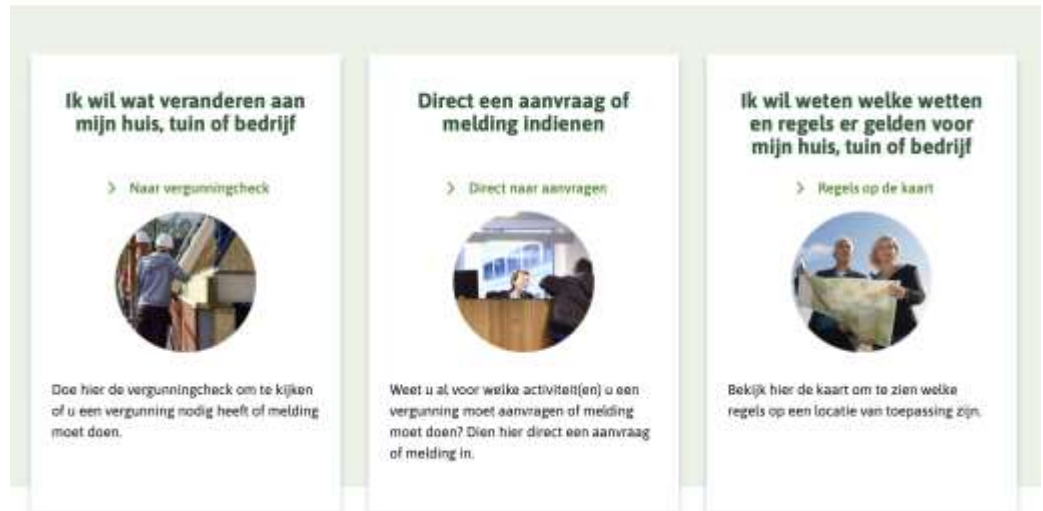 Ik wil wat veranderen aan
mijn huis, tuin of bedrijf
Naar vergunningcheck
Doe hier de vergunningcheck om te kijken
of u een vergunning nodig heeft of melding
moet doen.
Direct een aanvraag of
melding indienen
Direct naar aanvragen
Weet u al voor welke activiteit(en) u een
vergunning moet aanvragen of melding
moet doen? Dien hier direct een aanvraag
of melding in.
Ik wil weten welke wetten
en regels er gelden voor
mijn huis, tuin of bedrijf
Regels op de kaart
Bekijk hier de kaart om te zien welke
regels op een locatie van toepassing zijn.